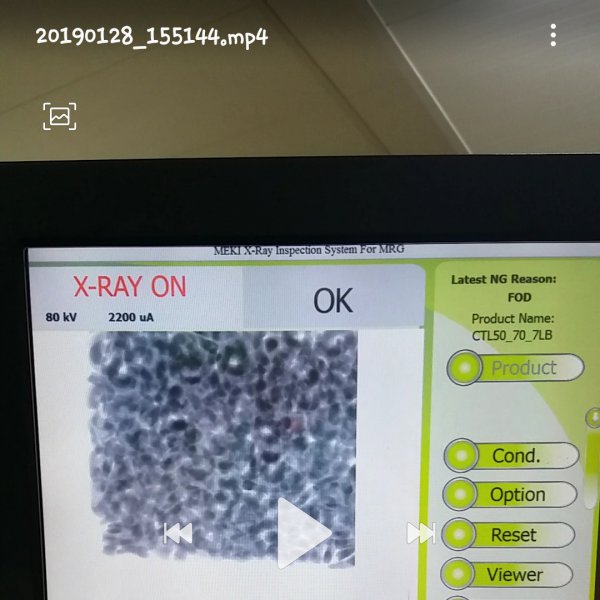 20190128_155144.mp4
MEKI X-Ray Inspection System For MRG
X-RAY ON
80 kV 2200 uA
OK
Latest NG Reason:
FOD
Product Name:
CTL50_70_7LB
Product
Cond.
Option
Reset
Viewer